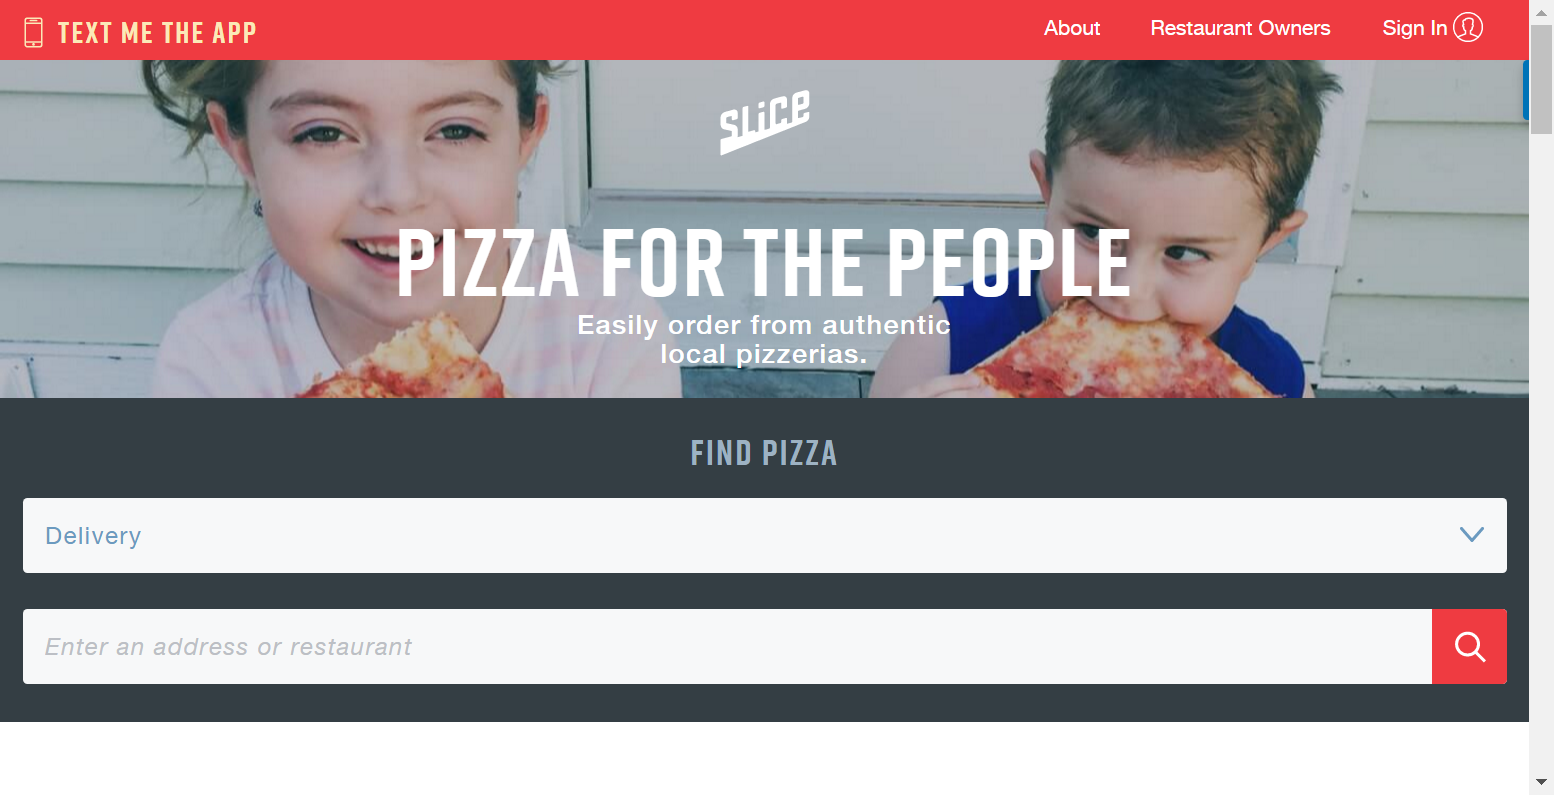 TEXT ME THE APP
About
Restaurant Owners
Sign In
SLiCE
PIZZA FOR THE PEOPLE
Easily order from authentic
local pizzerias.
FIND PIZZA
Delivery
Enter an address or restaurant